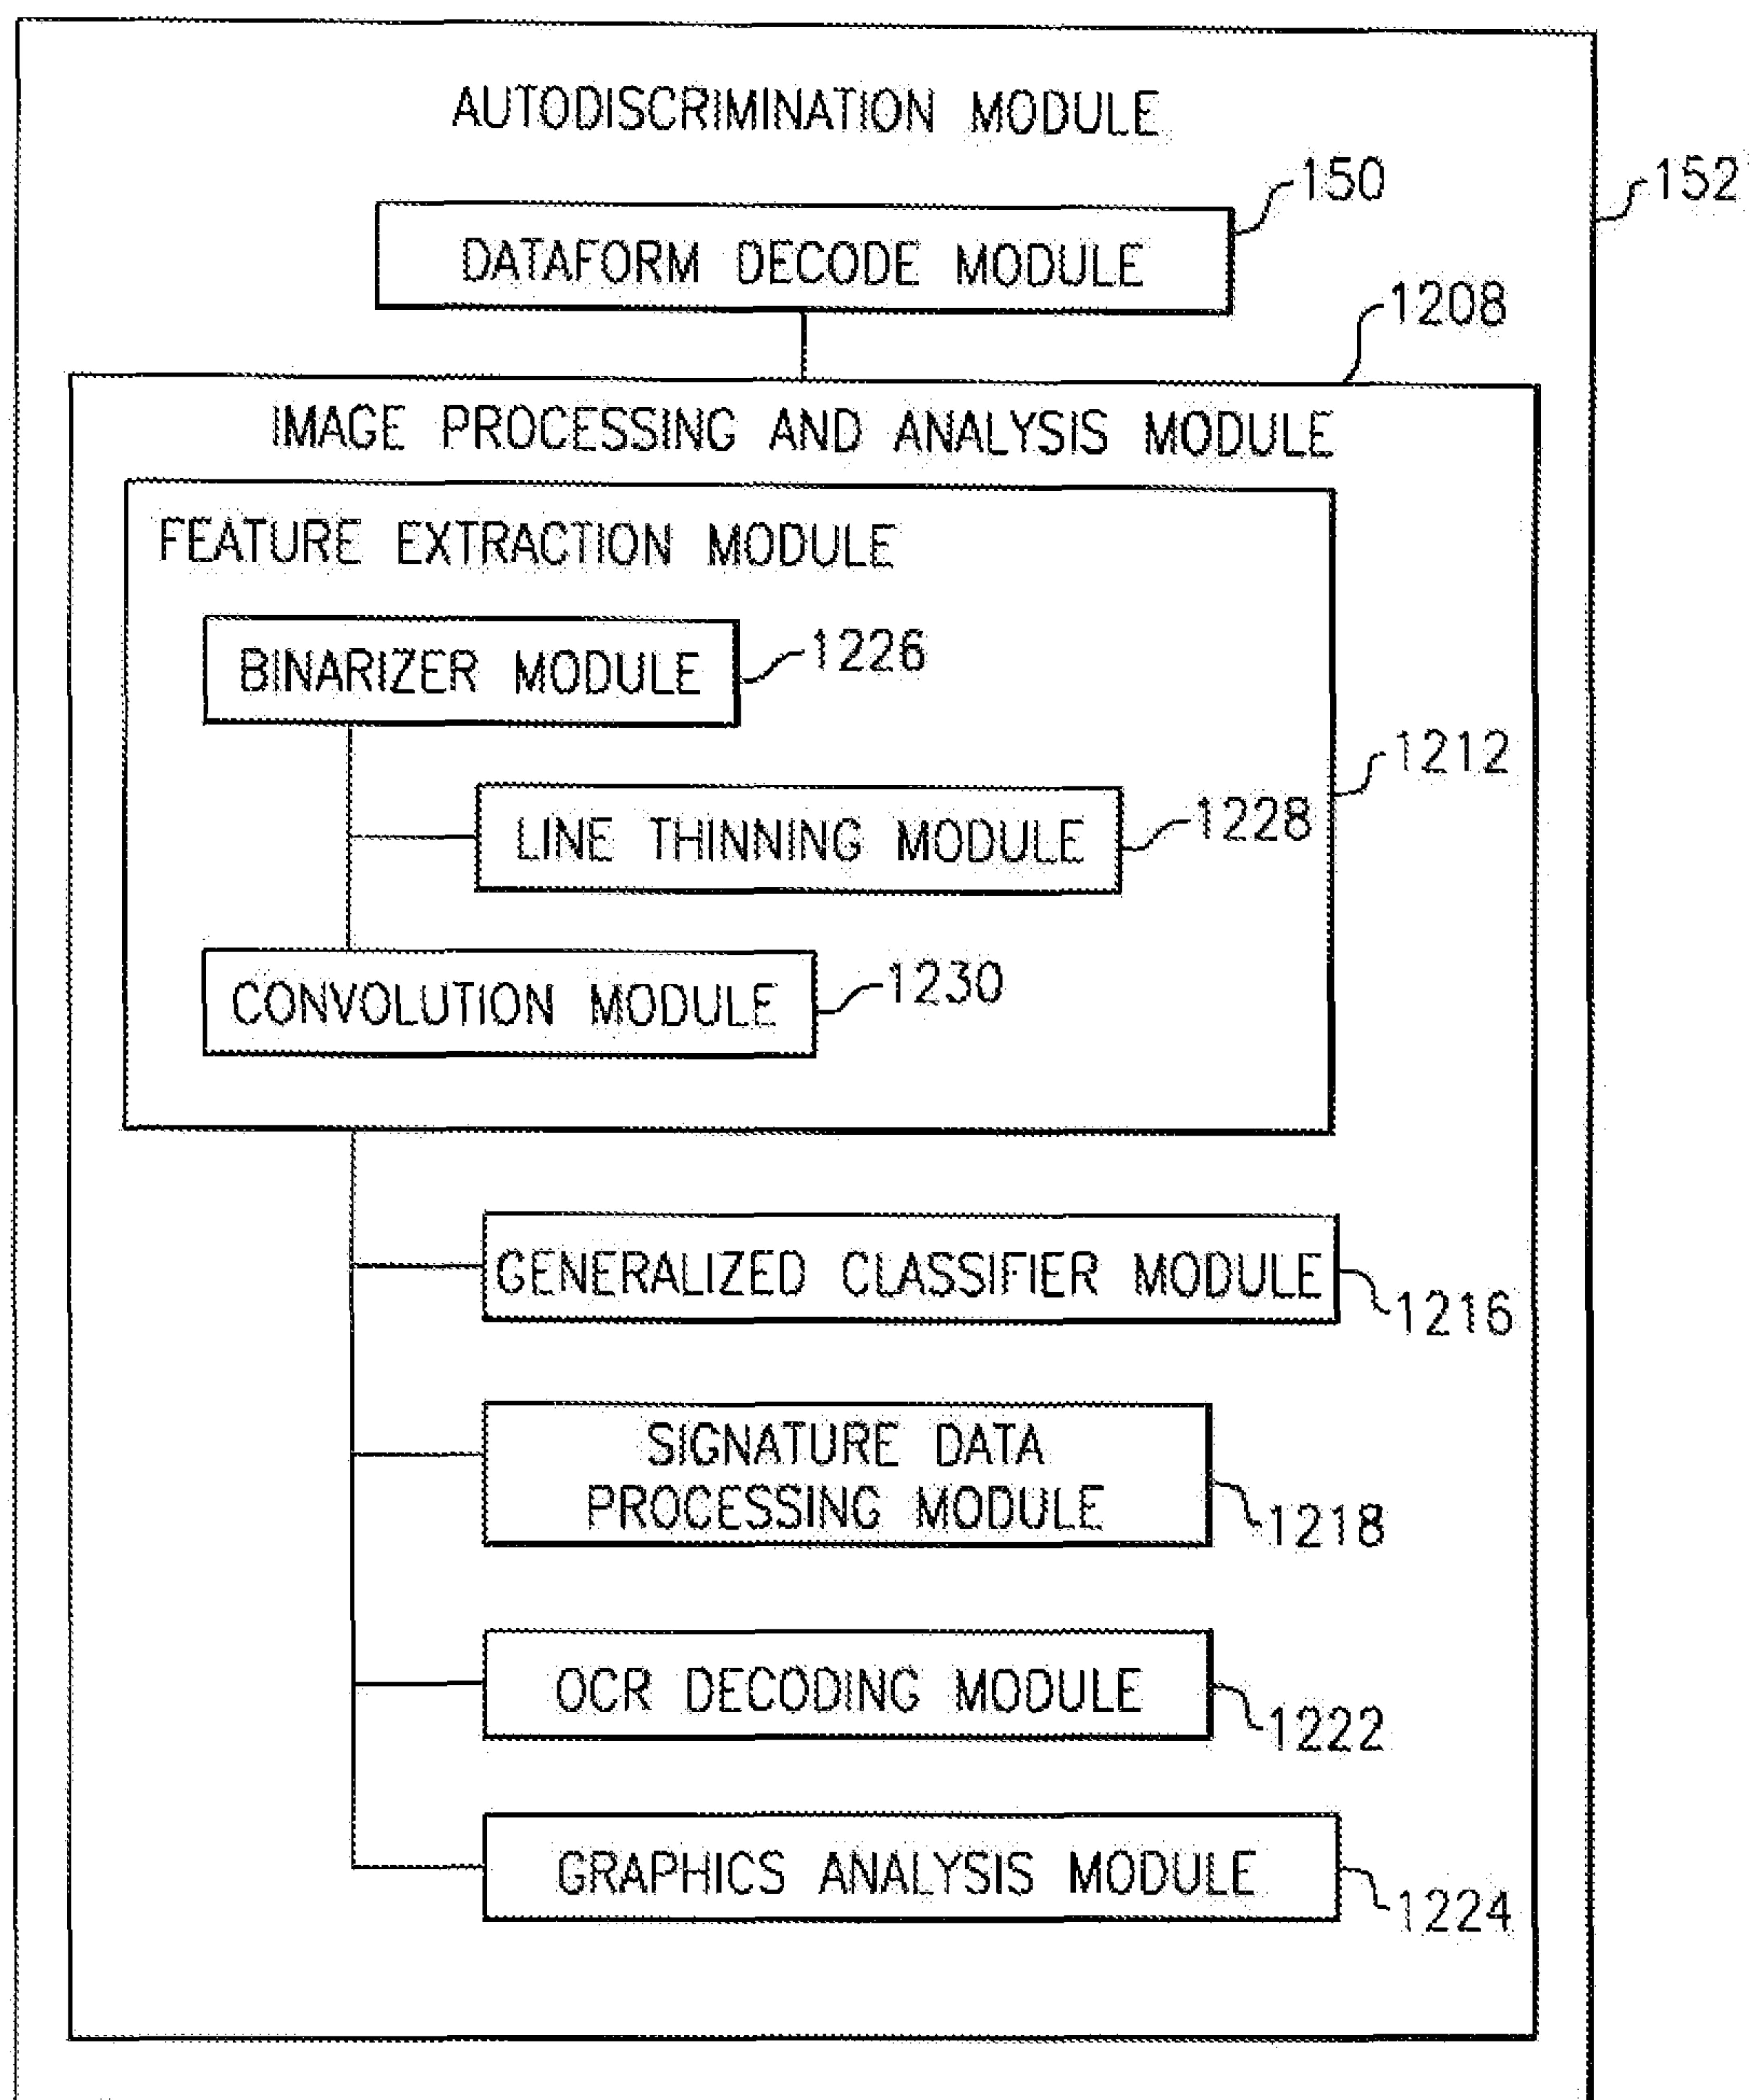 AUTODISCRIMINATION MODULE
150
152
DATAFORM DECODE MODULE
1208
IMAGE PROCESSING AND ANALYSIS MODULE
FEATURE EXTRACTION MODULE
BINARIZER MODULE
1226
1212
LINE THINNING MODULE
1228
CONVOLUTION MODULE
1230
GENERALIZED CLASSIFIER MODULE
1216
SIGNATURE DATA
PROCESSING MODULE
1218
OCR DECODING MODULE
1222
GRAPHICS ANALYSIS MODULE
1224